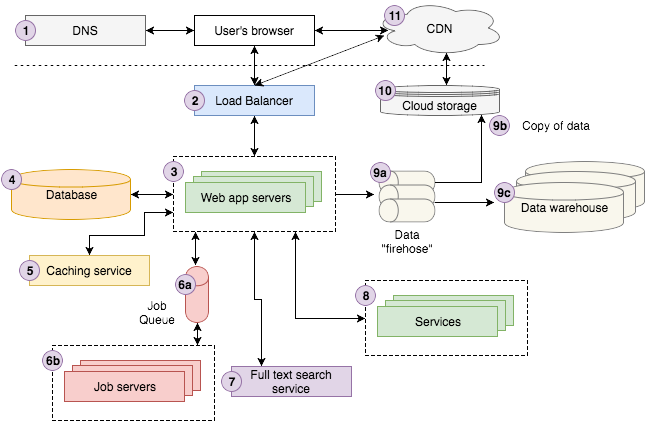 1
DNS
User's browser
11
CDN
2
Load Balancer
10
Cloud storage
9b
Copy of data
3
Web app servers
4
Database
9a
Data
"firehose"
9c
Data warehouse
5
Caching service
6a
Job
Queue
8
Services
6b
Job servers
7
Full text search
service